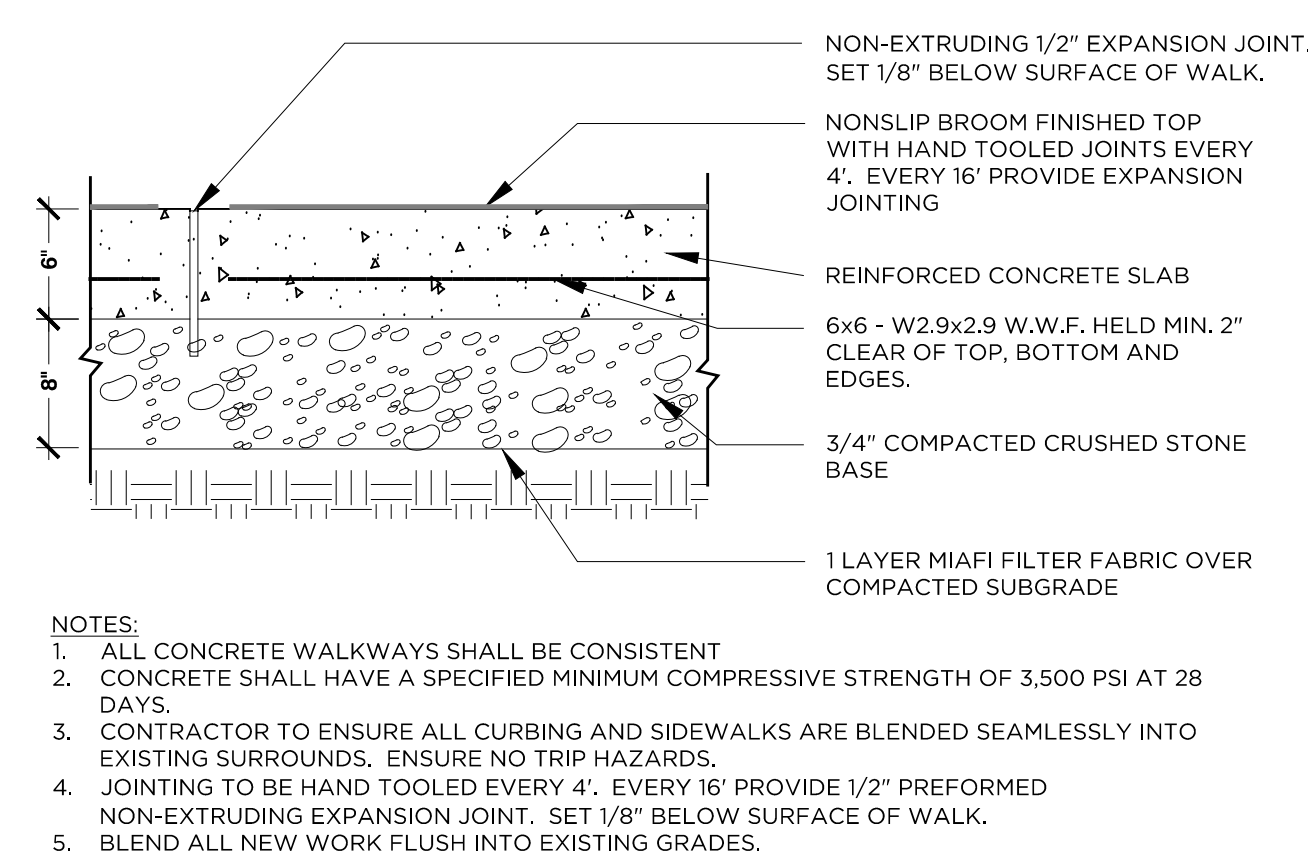 NON-EXTRUDING 1/2" EXPANSION JOINT.
SET 1/8" BELOW SURFACE OF WALK.
NONSLIP BROOM FINISHED TOP
WITH HAND TOOLED JOINTS EVERY
4'. EVERY 16' PROVIDE EXPANSION
JOINTING
6"
REINFORCED CONCRETE SLAB
6x6 - W2.9x2.9 W.W.F. HELD MIN. 2"
CLEAR OF TOP, BOTTOM AND
EDGES.
8"
3/4" COMPACTED CRUSHED STONE
BASE
1 LAYER MIAFI FILTER FABRIC OVER
COMPACTED SUBGRADE
NOTES:
1. ALL CONCRETE WALKWAYS SHALL BE CONSISTENT
2. CONCRETE SHALL HAVE A SPECIFIED MINIMUM COMPRESSIVE STRENGTH OF 3,500 PSI AT 28
DAYS.
3. CONTRACTOR TO ENSURE ALL CURBING AND SIDEWALKS ARE BLENDED SEAMLESSLY INTO
EXISTING SURROUNDS. ENSURE NO TRIP HAZARDS.
4. JOINTING TO BE HAND TOOLED EVERY 4'. EVERY 16' PROVIDE 1/2" PREFORMED
NON-EXTRUDING EXPANSION JOINT. SET 1/8" BELOW SURFACE OF WALK.
5. BLEND ALL NEW WORK FLUSH INTO EXISTING GRADES.